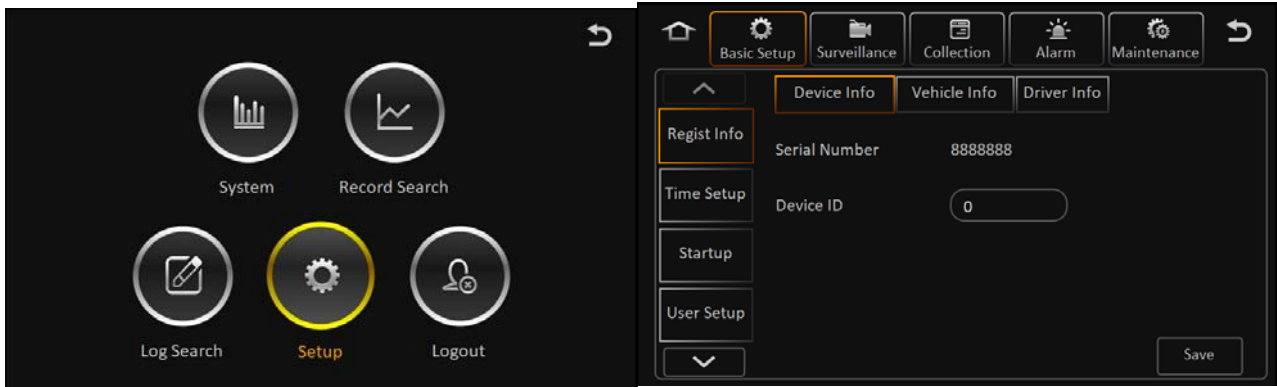 System Record Search
Log Search Setup Logout
Basic Setup Surveillance Collection Alarm Maintenance
Device Info Vehicle Info Driver Info
Regist Info
Serial Number 8888888
Time Setup
Device ID 0
Startup
User Setup
Save